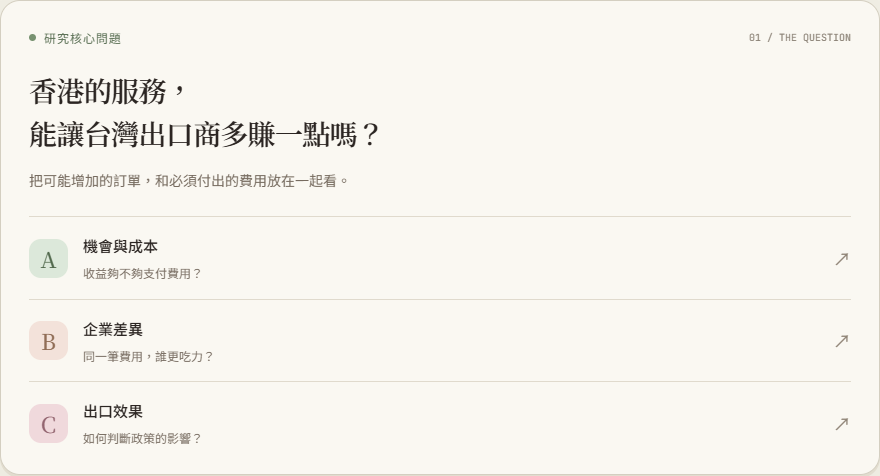 研究核心問題
01 / THE QUESTION
香港的服務，
能讓台灣出口商多賺一點嗎？
把可能增加的訂單，和必須付出的費用放在一起看。
A
機會與成本
收益夠不夠支付費用？
↗
B
企業差異
同一筆費用，誰更吃力？
↗
C
出口效果
如何判斷政策的影響？
↗